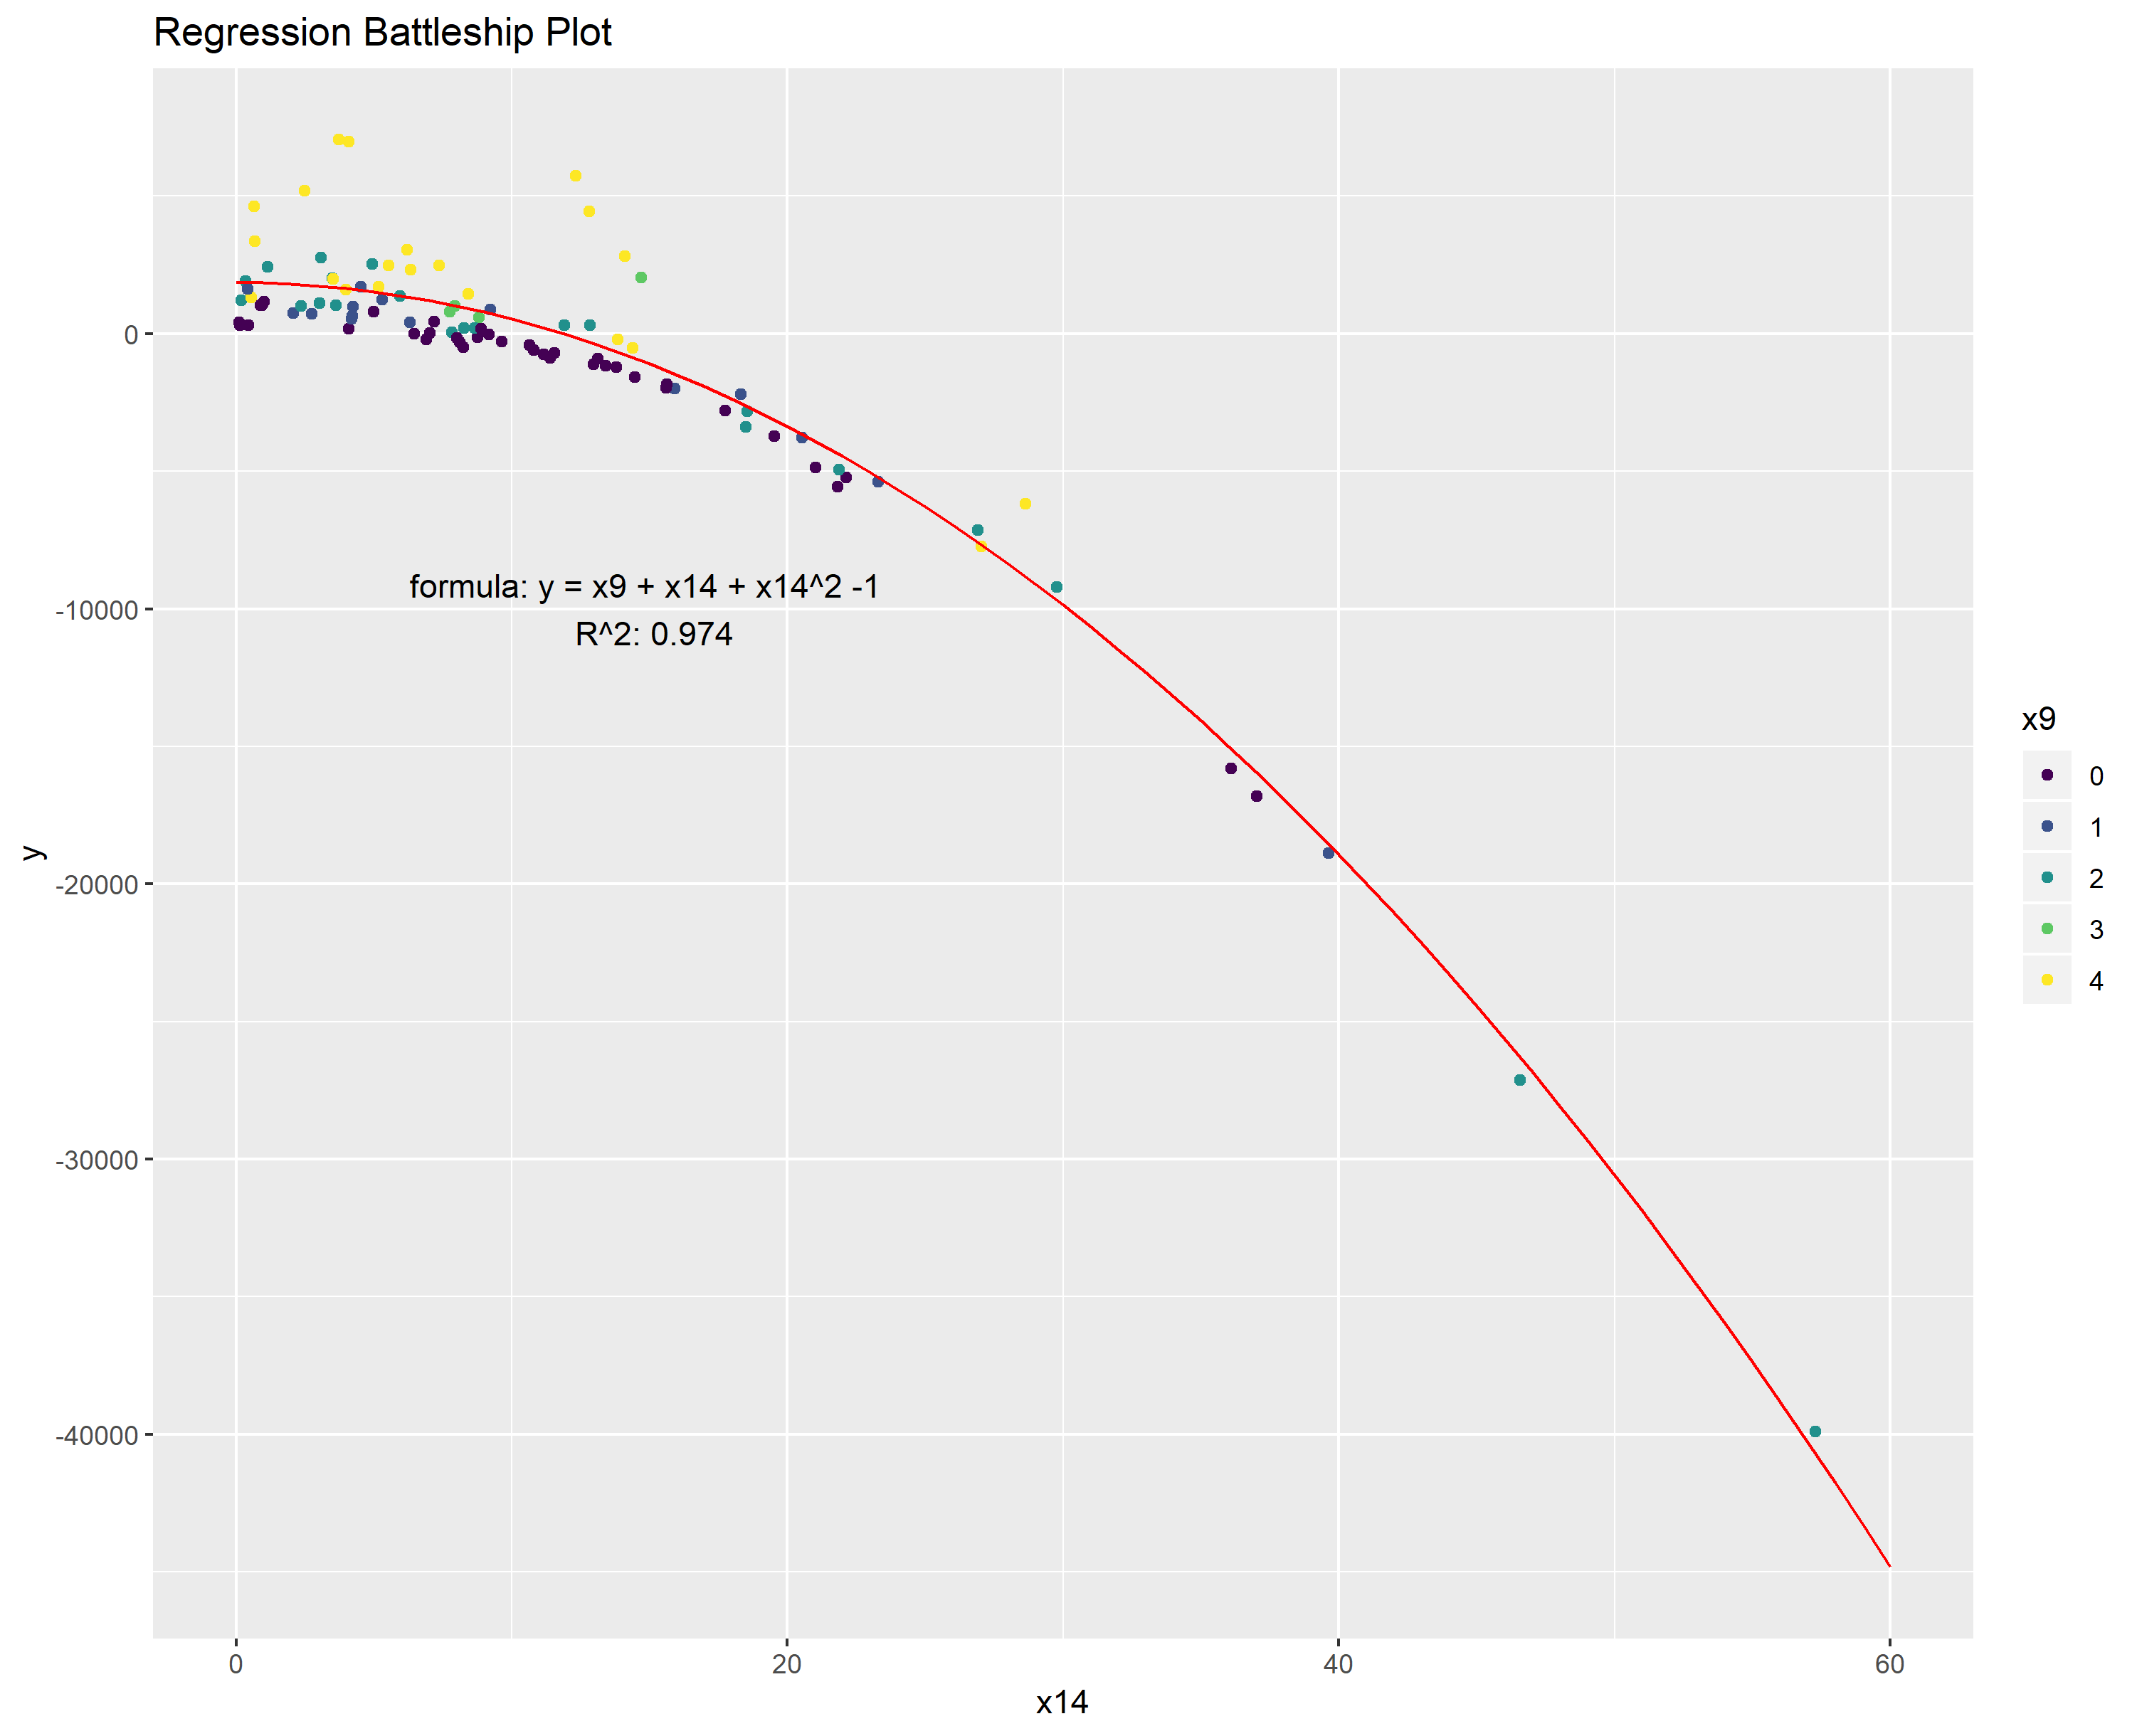 Regression Battleship Plot
0
-10000
-20000
-30000
-40000
y
formula: y = x9 + x14 + x14^2 -1
R^2: 0.974
0 20 40 60
x14
x9
0
1
2
3
4